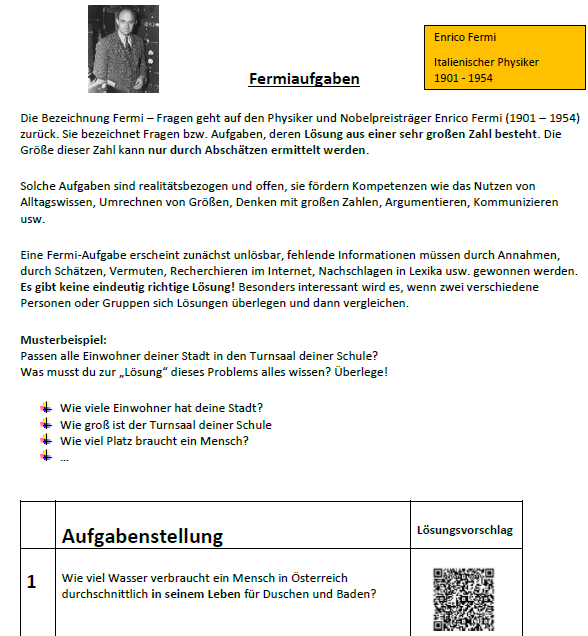 Enrico Fermi
Italienischer Physiker
1901 - 1954
Fermiaufgaben
Die Bezeichnung Fermi – Fragen geht auf den Physiker und Nobelpreisträger Enrico Fermi (1901 – 1954)
zurück. Sie bezeichnet Fragen bzw. Aufgaben, deren Lösung aus einer sehr großen Zahl besteht. Die
Größe dieser Zahl kann nur durch Abschätzen ermittelt werden.
Solche Aufgaben sind realitätsbezogen und offen, sie fördern Kompetenzen wie das Nutzen von
Alltagswissen, Umrechnen von Größen, Denken mit großen Zahlen, Argumentieren, Kommunizieren
usw.
Eine Fermi-Aufgabe erscheint zunächst unlösbar, fehlende Informationen müssen durch Annahmen,
durch Schätzen, Vermuten, Recherchieren im Internet, Nachschlagen in Lexika usw. gewonnen werden.
Es gibt keine eindeutig richtige Lösung! Besonders interessant wird es, wenn zwei verschiedene
Personen oder Gruppen sich Lösungen überlegen und dann vergleichen.
Musterbeispiel:
Passen alle Einwohner deiner Stadt in den Turnsaal deiner Schule?
Was musst du zur „Lösung“ dieses Problems alles wissen? Überlege!
Wie viele Einwohner hat deine Stadt?
Wie groß ist der Turnsaal deiner Schule
Wie viel Platz braucht ein Mensch?
...
Aufgabenstellung
Lösungsvorschlag
1
Wie viel Wasser verbraucht ein Mensch in Österreich
durchschnittlich in seinem Leben für Duschen und Baden?